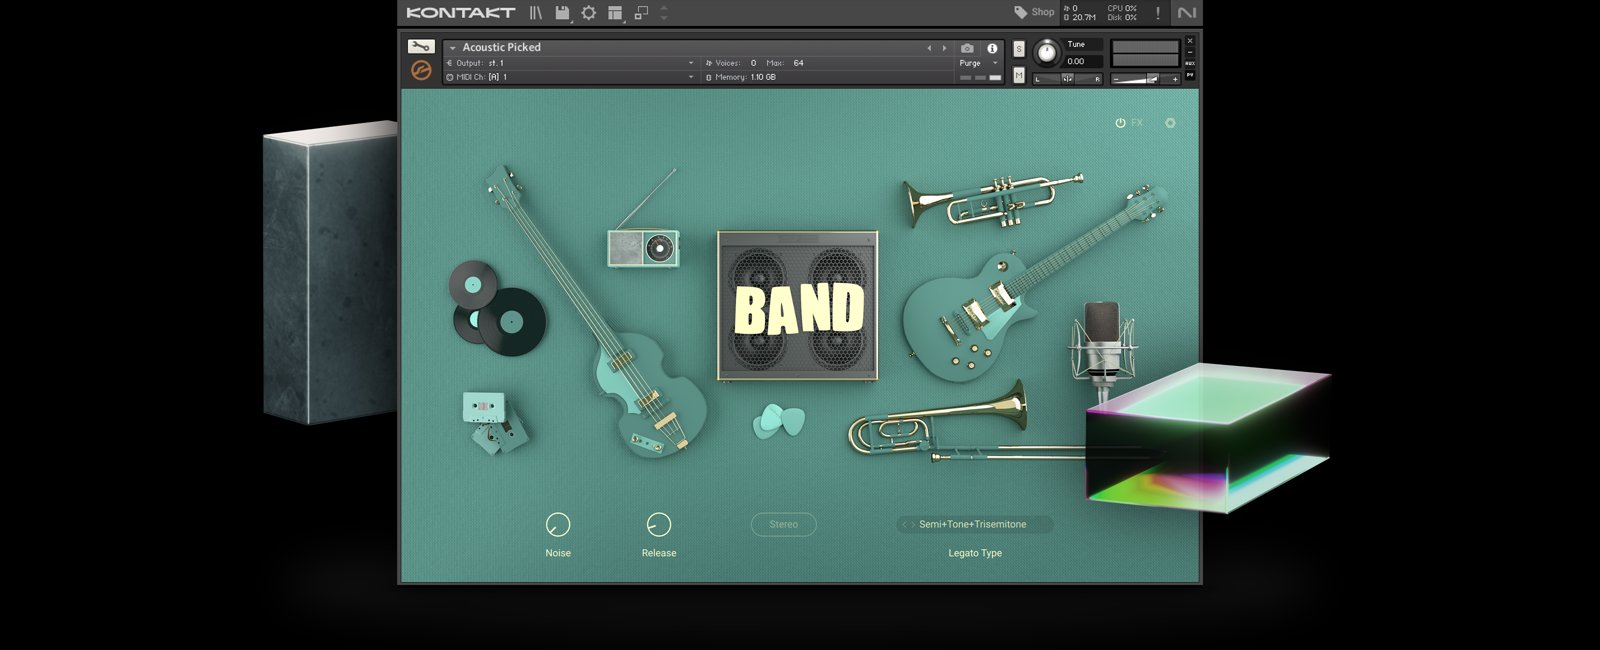 KONTAKT
Shop
0
20.7M
CPU 0%
Disk 0%
!
Acoustic Picked
Output: st.1
Voices: 0 Max: 64
Purge
MIDI Ch: [A] 1
Memory: 1.10 GB
S
M
Tune
0.00
L R
- +
AUX
PV
FX
BAND
Stereo
Semi+Tone+Trisemitone
Noise
Release
Legato Type